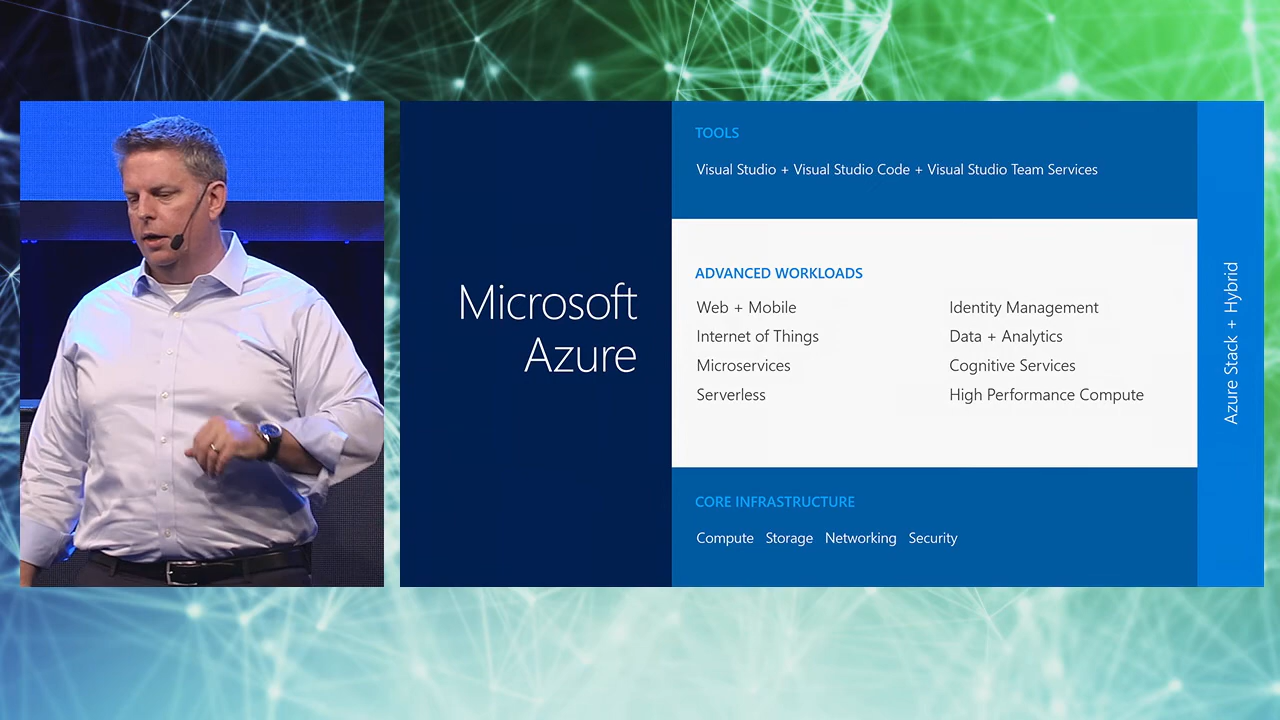 Microsoft
Azure
TOOLS
Visual Studio + Visual Studio Code + Visual Studio Team Services
ADVANCED WORKLOADS
Web + Mobile
Internet of Things
Microservices
Serverless
Identity Management
Data + Analytics
Cognitive Services
High Performance Compute
CORE INFRASTRUCTURE
Compute Storage Networking Security
Azure Stack + Hybrid